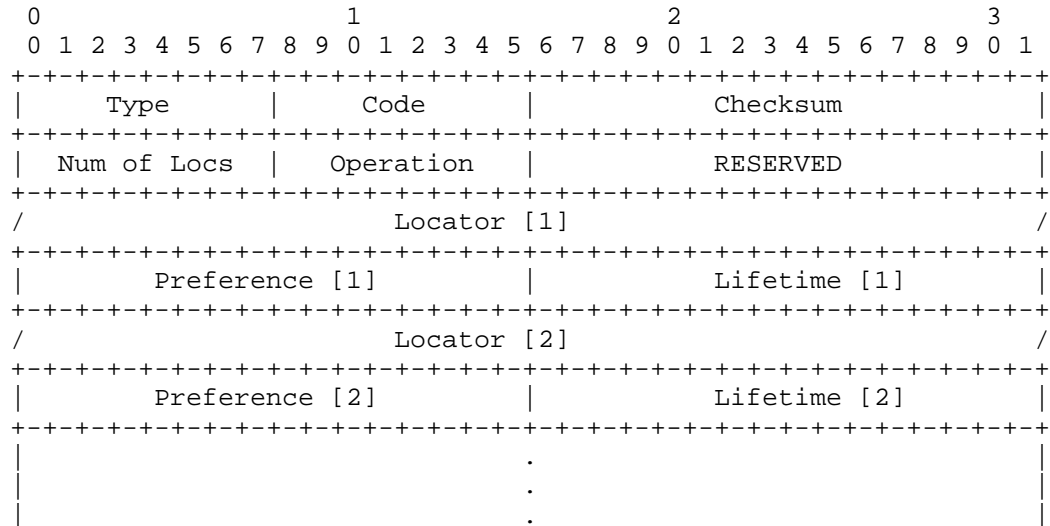 0                   1                   2                   3
 0 1 2 3 4 5 6 7 8 9 0 1 2 3 4 5 6 7 8 9 0 1 2 3 4 5 6 7 8 9 0 1
+-+-+-+-+-+-+-+-+-+-+-+-+-+-+-+-+-+-+-+-+-+-+-+-+-+-+-+-+-+-+-+-+
|     Type      |     Code      |           Checksum            |
+-+-+-+-+-+-+-+-+-+-+-+-+-+-+-+-+-+-+-+-+-+-+-+-+-+-+-+-+-+-+-+-+
|  Num of Locs  |   Operation   |           RESERVED            |
+-+-+-+-+-+-+-+-+-+-+-+-+-+-+-+-+-+-+-+-+-+-+-+-+-+-+-+-+-+-+-+-+
/                       Locator [1]                             /
+-+-+-+-+-+-+-+-+-+-+-+-+-+-+-+-+-+-+-+-+-+-+-+-+-+-+-+-+-+-+-+-+
|        Preference [1]         |           Lifetime [1]        |
+-+-+-+-+-+-+-+-+-+-+-+-+-+-+-+-+-+-+-+-+-+-+-+-+-+-+-+-+-+-+-+-+
/                       Locator [2]                             /
+-+-+-+-+-+-+-+-+-+-+-+-+-+-+-+-+-+-+-+-+-+-+-+-+-+-+-+-+-+-+-+-+
|        Preference [2]         |           Lifetime [2]        |
+-+-+-+-+-+-+-+-+-+-+-+-+-+-+-+-+-+-+-+-+-+-+-+-+-+-+-+-+-+-+-+-+
|                               .                               |
|                               .                               |
|                               .                               |